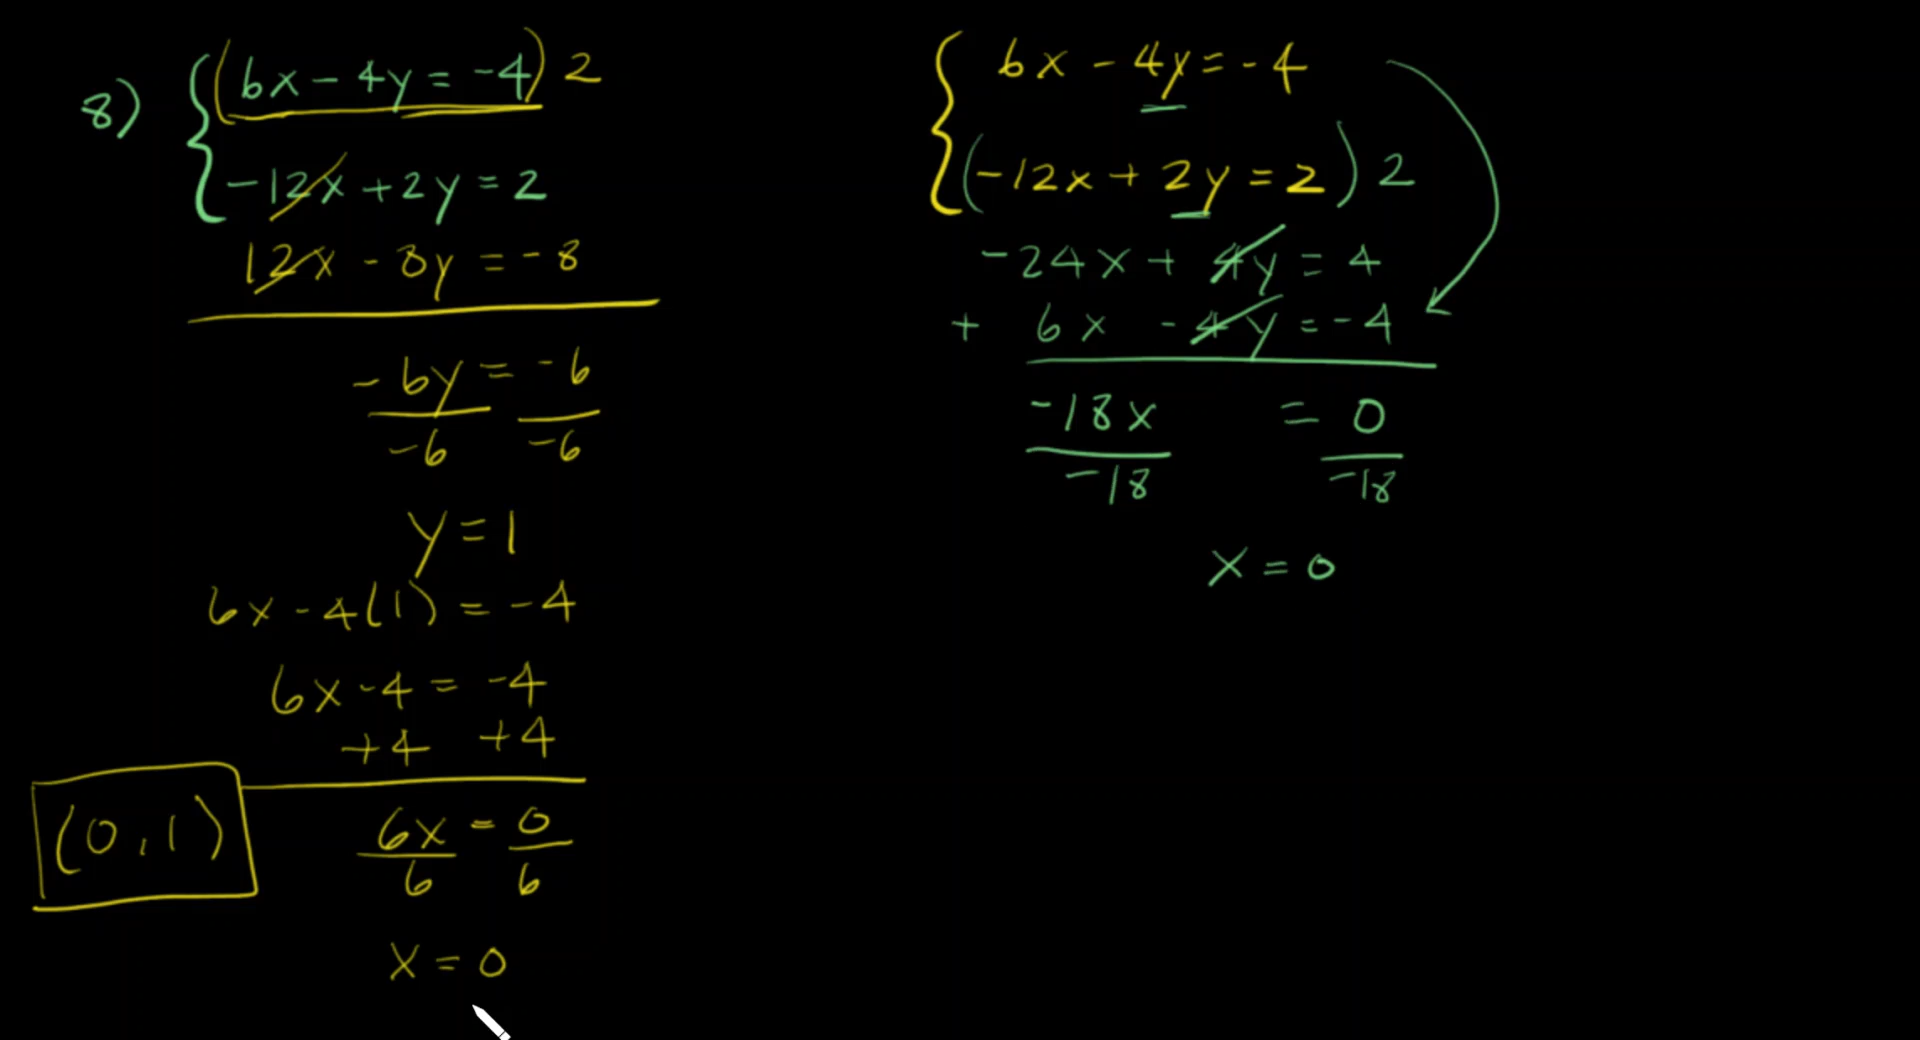 8)
(6x - 4y = -4) 2
-12x + 2y = 2
12x - 8y = -8
-6y = -6
-6 -6
y = 1
6x - 4(1) = -4
6x - 4 = -4
+4 +4
6x = 0
6 6
x = 0
(0, 1)
6x - 4y = -4
(-12x + 2y = 2) 2
-24x + 4y = 4
+ 6x - 4y = -4
-18x = 0
-18 -18
x = 0